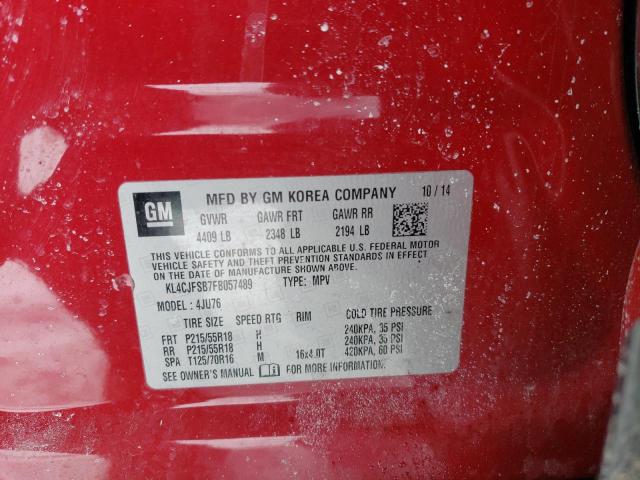 GM
MFD BY GM KOREA COMPANY 10/14
GVWR GAWR FRT GAWR RR
4409 LB 2348 LB 2194 LB
THIS VEHICLE CONFORMS TO ALL APPLICABLE U.S. FEDERAL MOTOR
VEHICLE SAFETY, BUMPER, AND THEFT PREVENTION STANDARDS IN EFFECT
ON THE DATE OF MANUFACTURE SHOWN ABOVE.
KL4CJFSB7FB057489 TYPE: MPV
MODEL: 4JU76
TIRE SIZE SPEED RTG RIM COLD TIRE PRESSURE
FRT P215/55R18 H 240KPA, 35 PSI
RR P215/55R18 H 240KPA, 35 PSI
SPA T125/70R16 M 16x4.0T 420KPA, 60 PSI
SEE OWNER'S MANUAL FOR MORE INFORMATION.